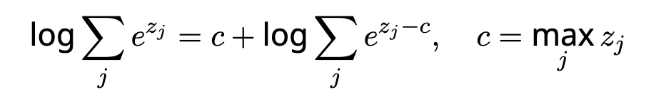 log ∑_j e^{z_j} = c + log ∑_j e^{z_j−c},   c = max_j z_j